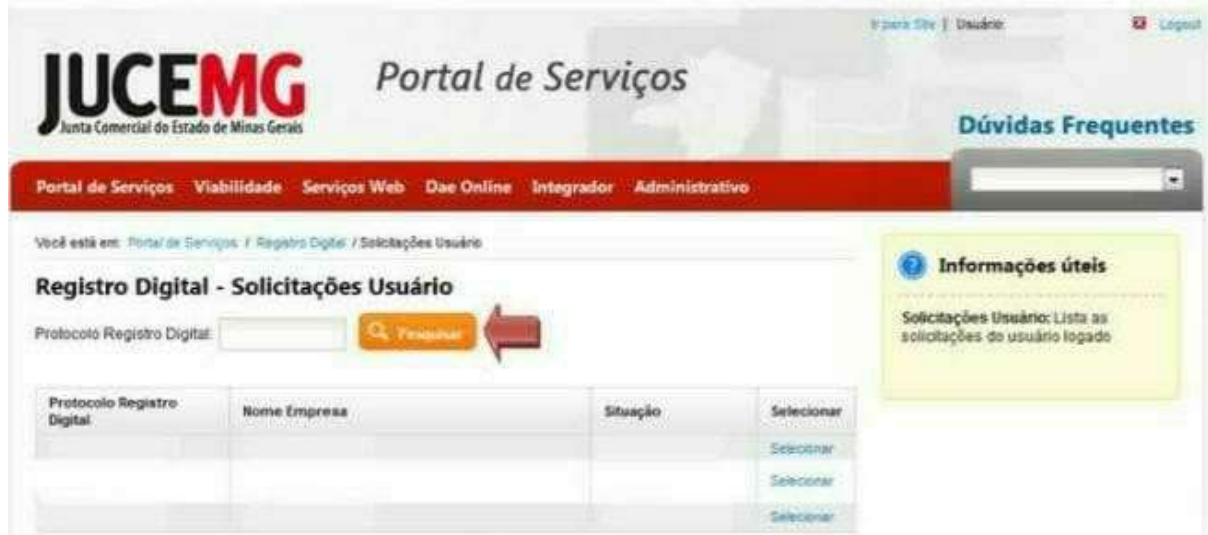 Ir para Site | Usuário
Logout
JUCEMG
Junta Comercial do Estado de Minas Gerais
Portal de Serviços
Dúvidas Frequentes
Portal de Serviços Viabilidade Serviços Web Dae Online Integrador Administrativo
Você está em: Portal de Serviços / Registro Digital / Solicitações Usuário
Registro Digital - Solicitações Usuário
Protocolo Registro Digital:
Pesquisar
Informações úteis
Solicitações Usuário: Lista as
solicitações do usuário logado
Protocolo Registro
Digital
Nome Empresa
Situação
Selecionar
Selecionar
Selecionar
Selecionar